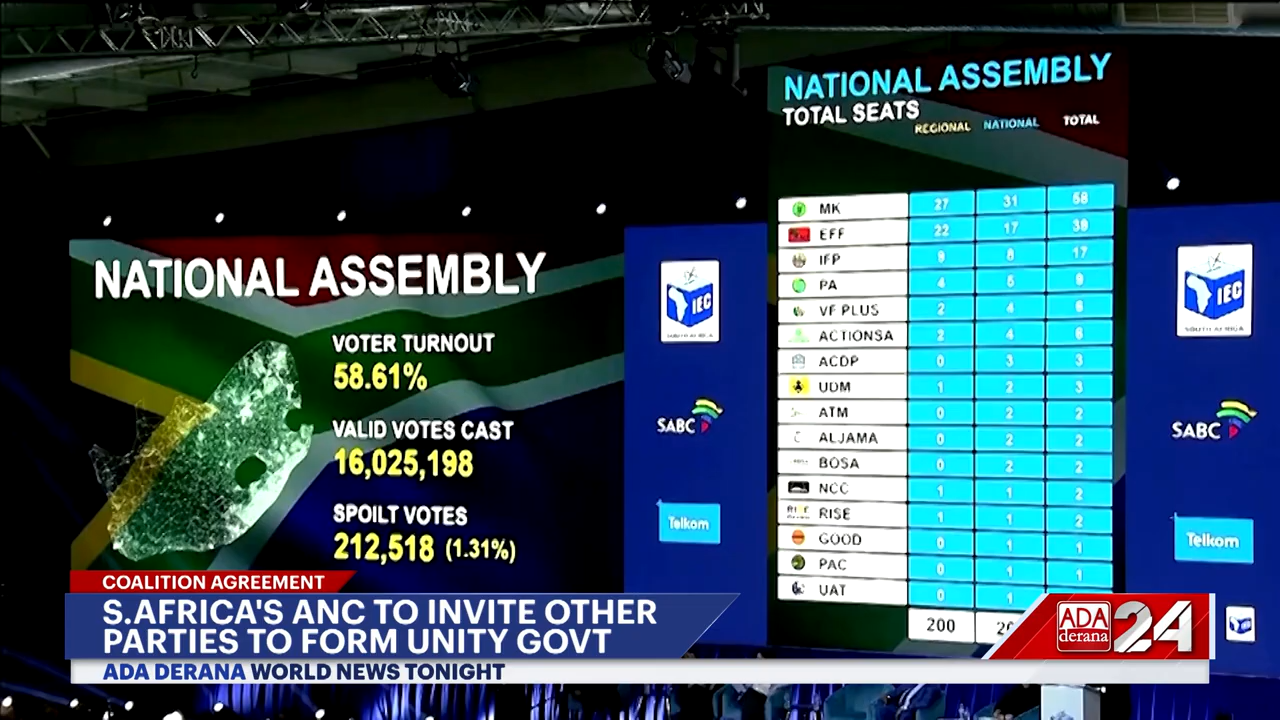 NATIONAL ASSEMBLY
TOTAL SEATS
REGIONAL NATIONAL TOTAL
MK 27 31 58
EFF 22 17 39
IFP 9 8 17
PA 4 5 9
VF PLUS 2 4 6
ACTIONSA 2 4 6
ACDP 0 3 3
UDM 1 2 3
ATM 0 2 2
ALJAMA 0 2 2
BOSA 0 2 2
NCC 1 1 2
RISE 1 1 2
GOOD 0 1 1
PAC 0 1 1
UAT 0 1
200
NATIONAL ASSEMBLY
VOTER TURNOUT
58.61%
VALID VOTES CAST
16,025,198
SPOILT VOTES
212,518 (1.31%)
IEC
SOUTH AFRICA
SABC
Telkom
IEC
SOUTH AFRICA
SABC
Telkom
COALITION AGREEMENT
S.AFRICA'S ANC TO INVITE OTHER
PARTIES TO FORM UNITY GOVT
ADA DERANA WORLD NEWS TONIGHT
ADA
derana
24